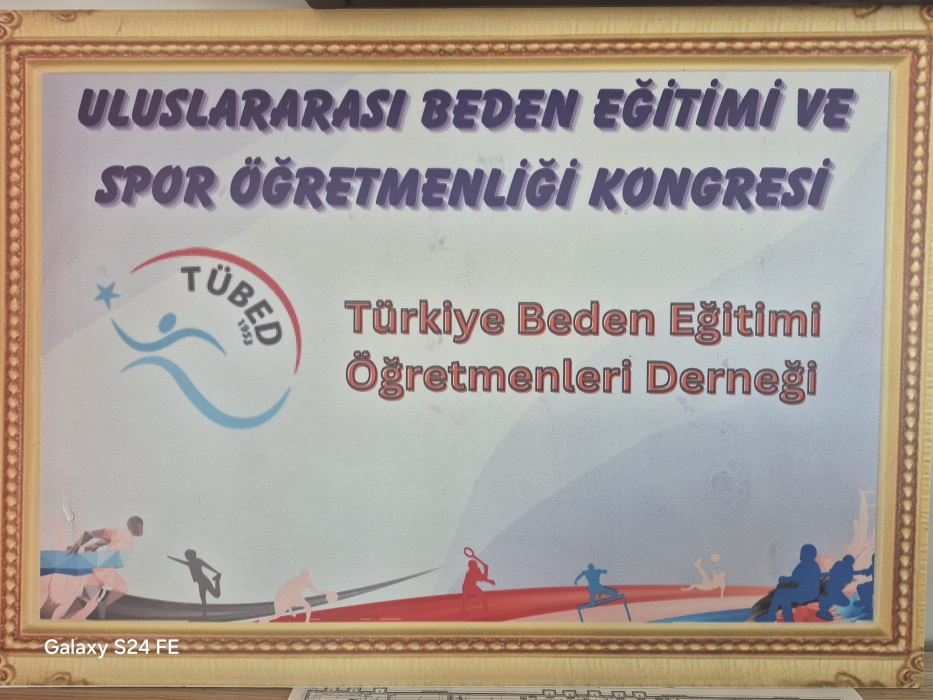 ULUSLARARASI BEDEN EĞİTİMİ VE
SPOR ÖĞRETMENLİĞİ KONGRESİ
TÜBED
1953
Türkiye Beden Eğitimi
Öğretmenleri Derneği
Galaxy S24 FE